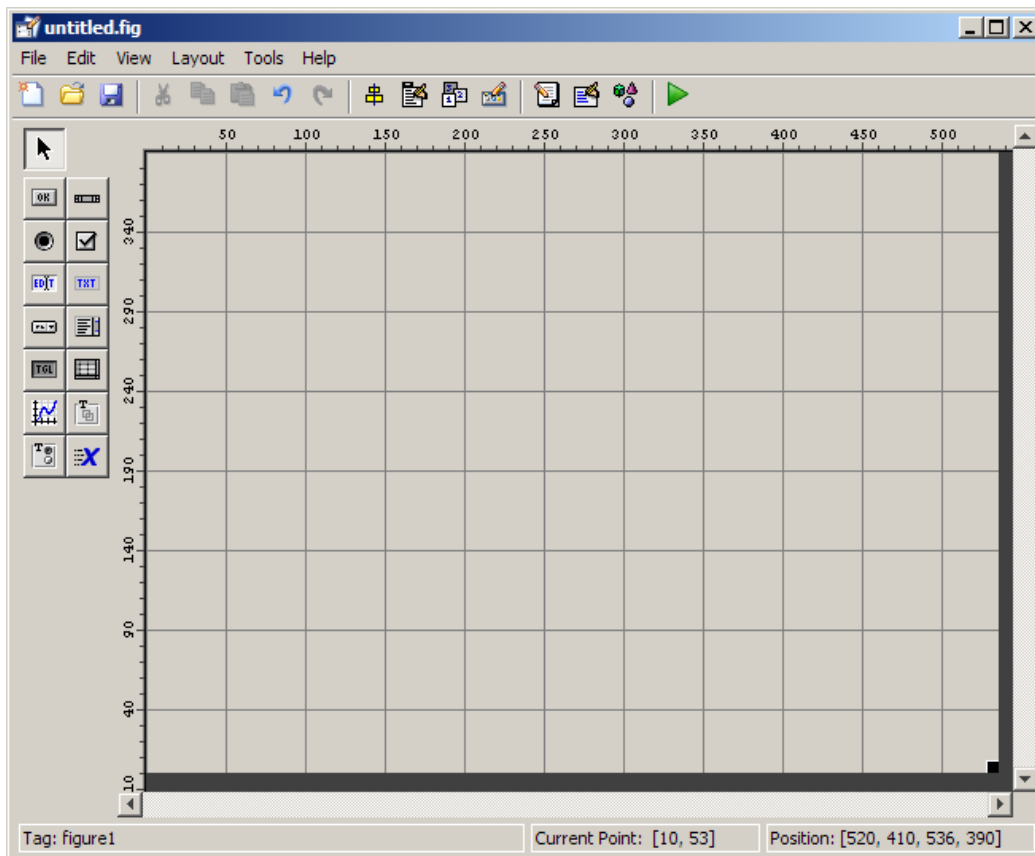 untitled.fig
File Edit View Layout Tools Help
50 100 150 200 250 300 350 400 450 500
OK
340
EDIT TXT
290
TGL
240
T
T X
190
140
90
40
10
Tag: figure1 Current Point: [10, 53] Position: [520, 410, 536, 390]